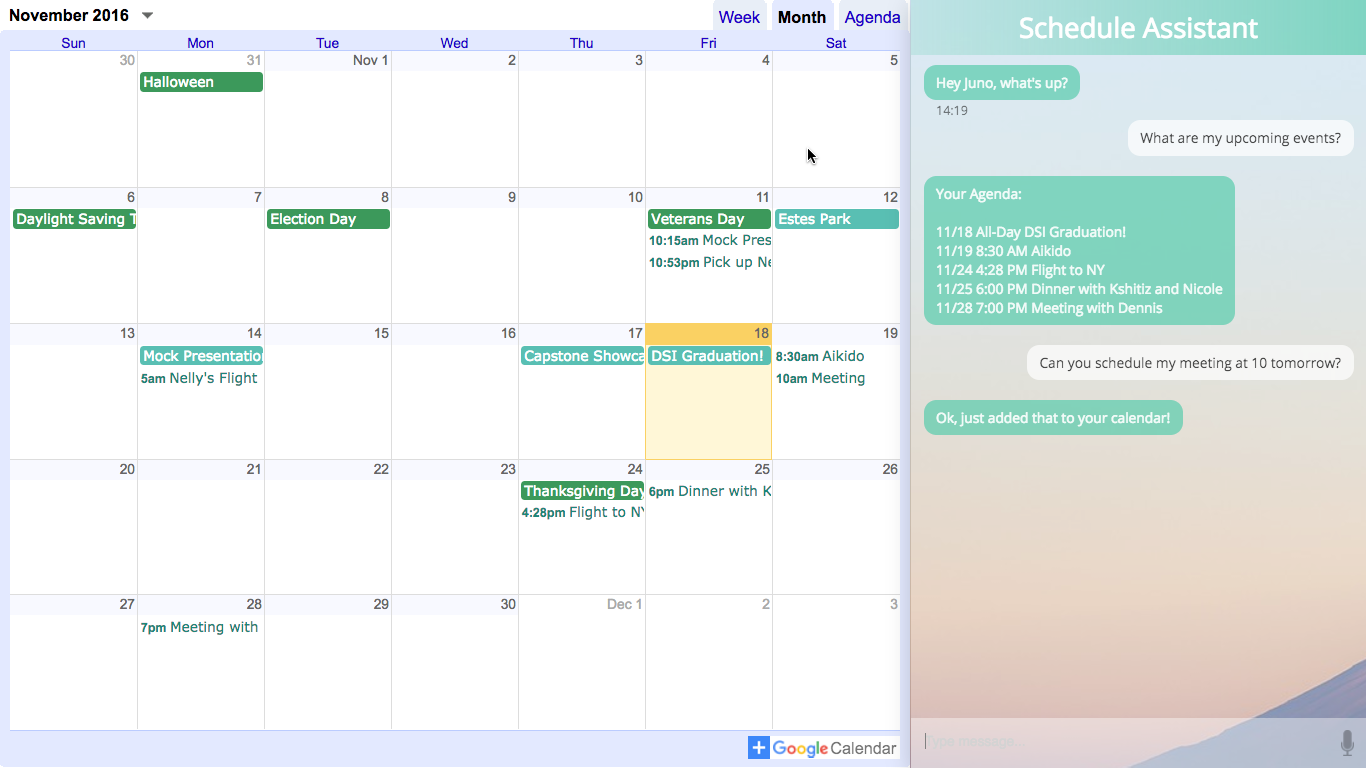 November 2016
Week
Month
Agenda
Sun Mon Tue Wed Thu Fri Sat
30 31 Nov 1 2 3 4 5
Halloween
6 7 8 9 10 11 12
Daylight Saving T
Election Day
Veterans Day
Estes Park
10:15am Mock Pres
10:53pm Pick up Ne
13 14 15 16 17 18 19
Mock Presentatio
Capstone Showca
DSI Graduation!
8:30am Aikido
5am Nelly's Flight
10am Meeting
20 21 22 23 24 25 26
Thanksgiving Day
6pm Dinner with K
4:28pm Flight to NY
27 28 29 30 Dec 1 2 3
7pm Meeting with
Google Calendar
Schedule Assistant
Hey Juno, what's up?
14:19
What are my upcoming events?
Your Agenda:
11/18 All-Day DSI Graduation!
11/19 8:30 AM Aikido
11/24 4:28 PM Flight to NY
11/25 6:00 PM Dinner with Kshitiz and Nicole
11/28 7:00 PM Meeting with Dennis
Can you schedule my meeting at 10 tomorrow?
Ok, just added that to your calendar!
Type message...